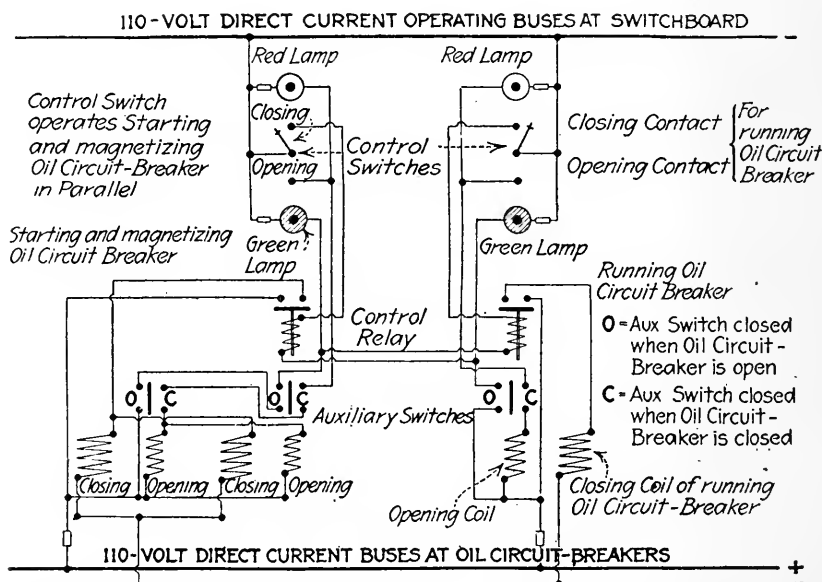 110-VOLT DIRECT CURRENT OPERATING BUSES AT SWITCHBOARD
-
Red Lamp
Red Lamp
Control Switch
operates Starting
and magnetizing
Oil Circuit-Breaker
in Parallel
Closing
Opening
Control
Switches
Closing Contact
Opening Contact
For
running
Oil Circuit
Breaker
Starting and magnetizing
Oil Circuit Breaker
Green
Lamp
Green Lamp
Control
Relay
Running Oil
Circuit Breaker
O=Aux Switch closed
when Oil Circuit-
Breaker is open
C=Aux Switch closed
when Oil Circuit-
Breaker is closed
O C
O C
O C
Auxiliary Switches
Closing
Opening
Closing
Opening
Opening Coil
Closing Coil of running
Oil Circuit-Breaker
110-VOLT DIRECT CURRENT BUSES AT OIL CIRCUIT-BREAKERS
+